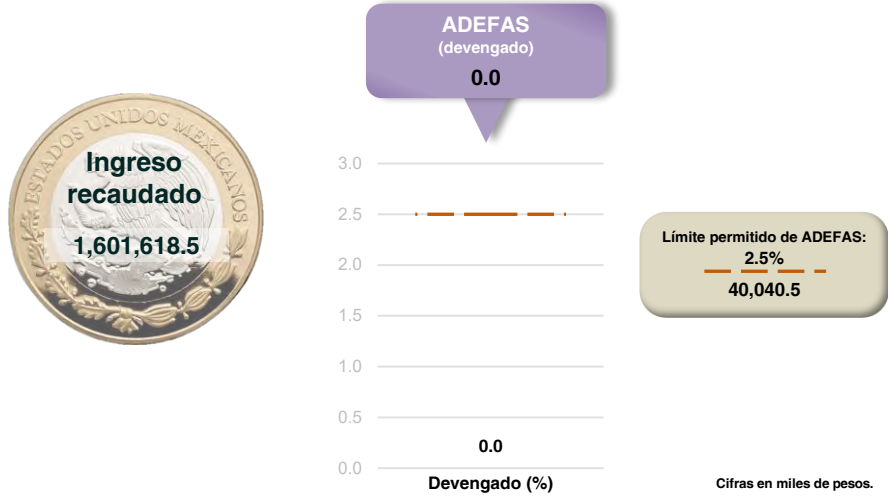 ADEFAS
(devengado)
0.0
ESTADOS UNIDOS MEXICANOS
Ingreso
recaudado
1,601,618.5
3.0
2.5
2.0
1.5
1.0
0.5
0.0
0.0
Devengado (%)
Límite permitido de ADEFAS:
2.5%
40,040.5
Cifras en miles de pesos.